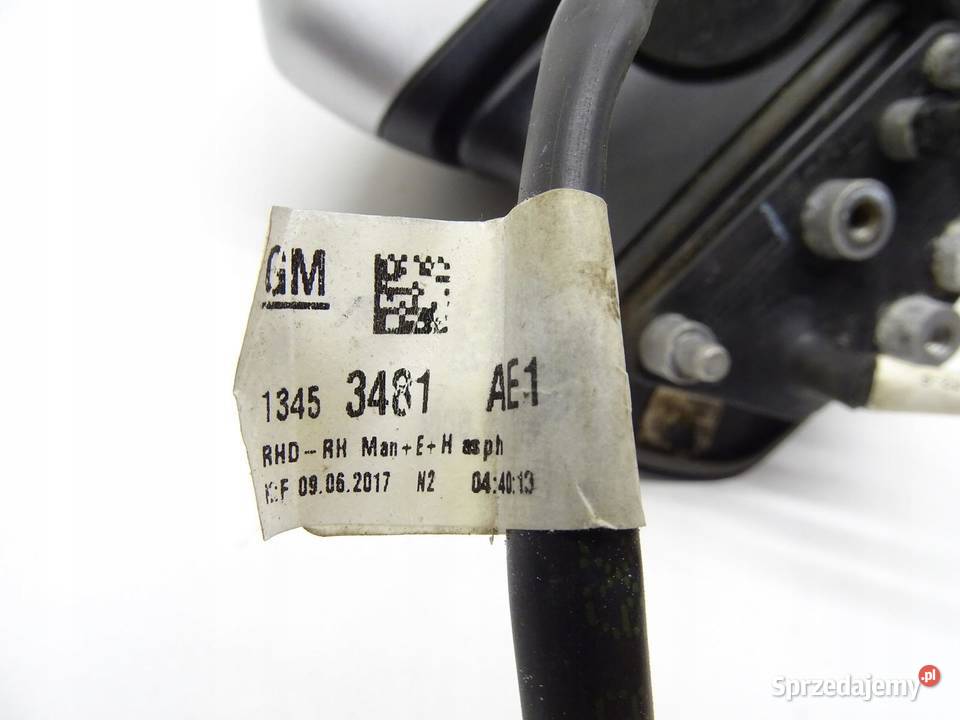 GM
1345 3481 AE1
RHD-RH Man+E+H asph
09.06.2017 N2 04:40:13
Sprzedajemy.pl